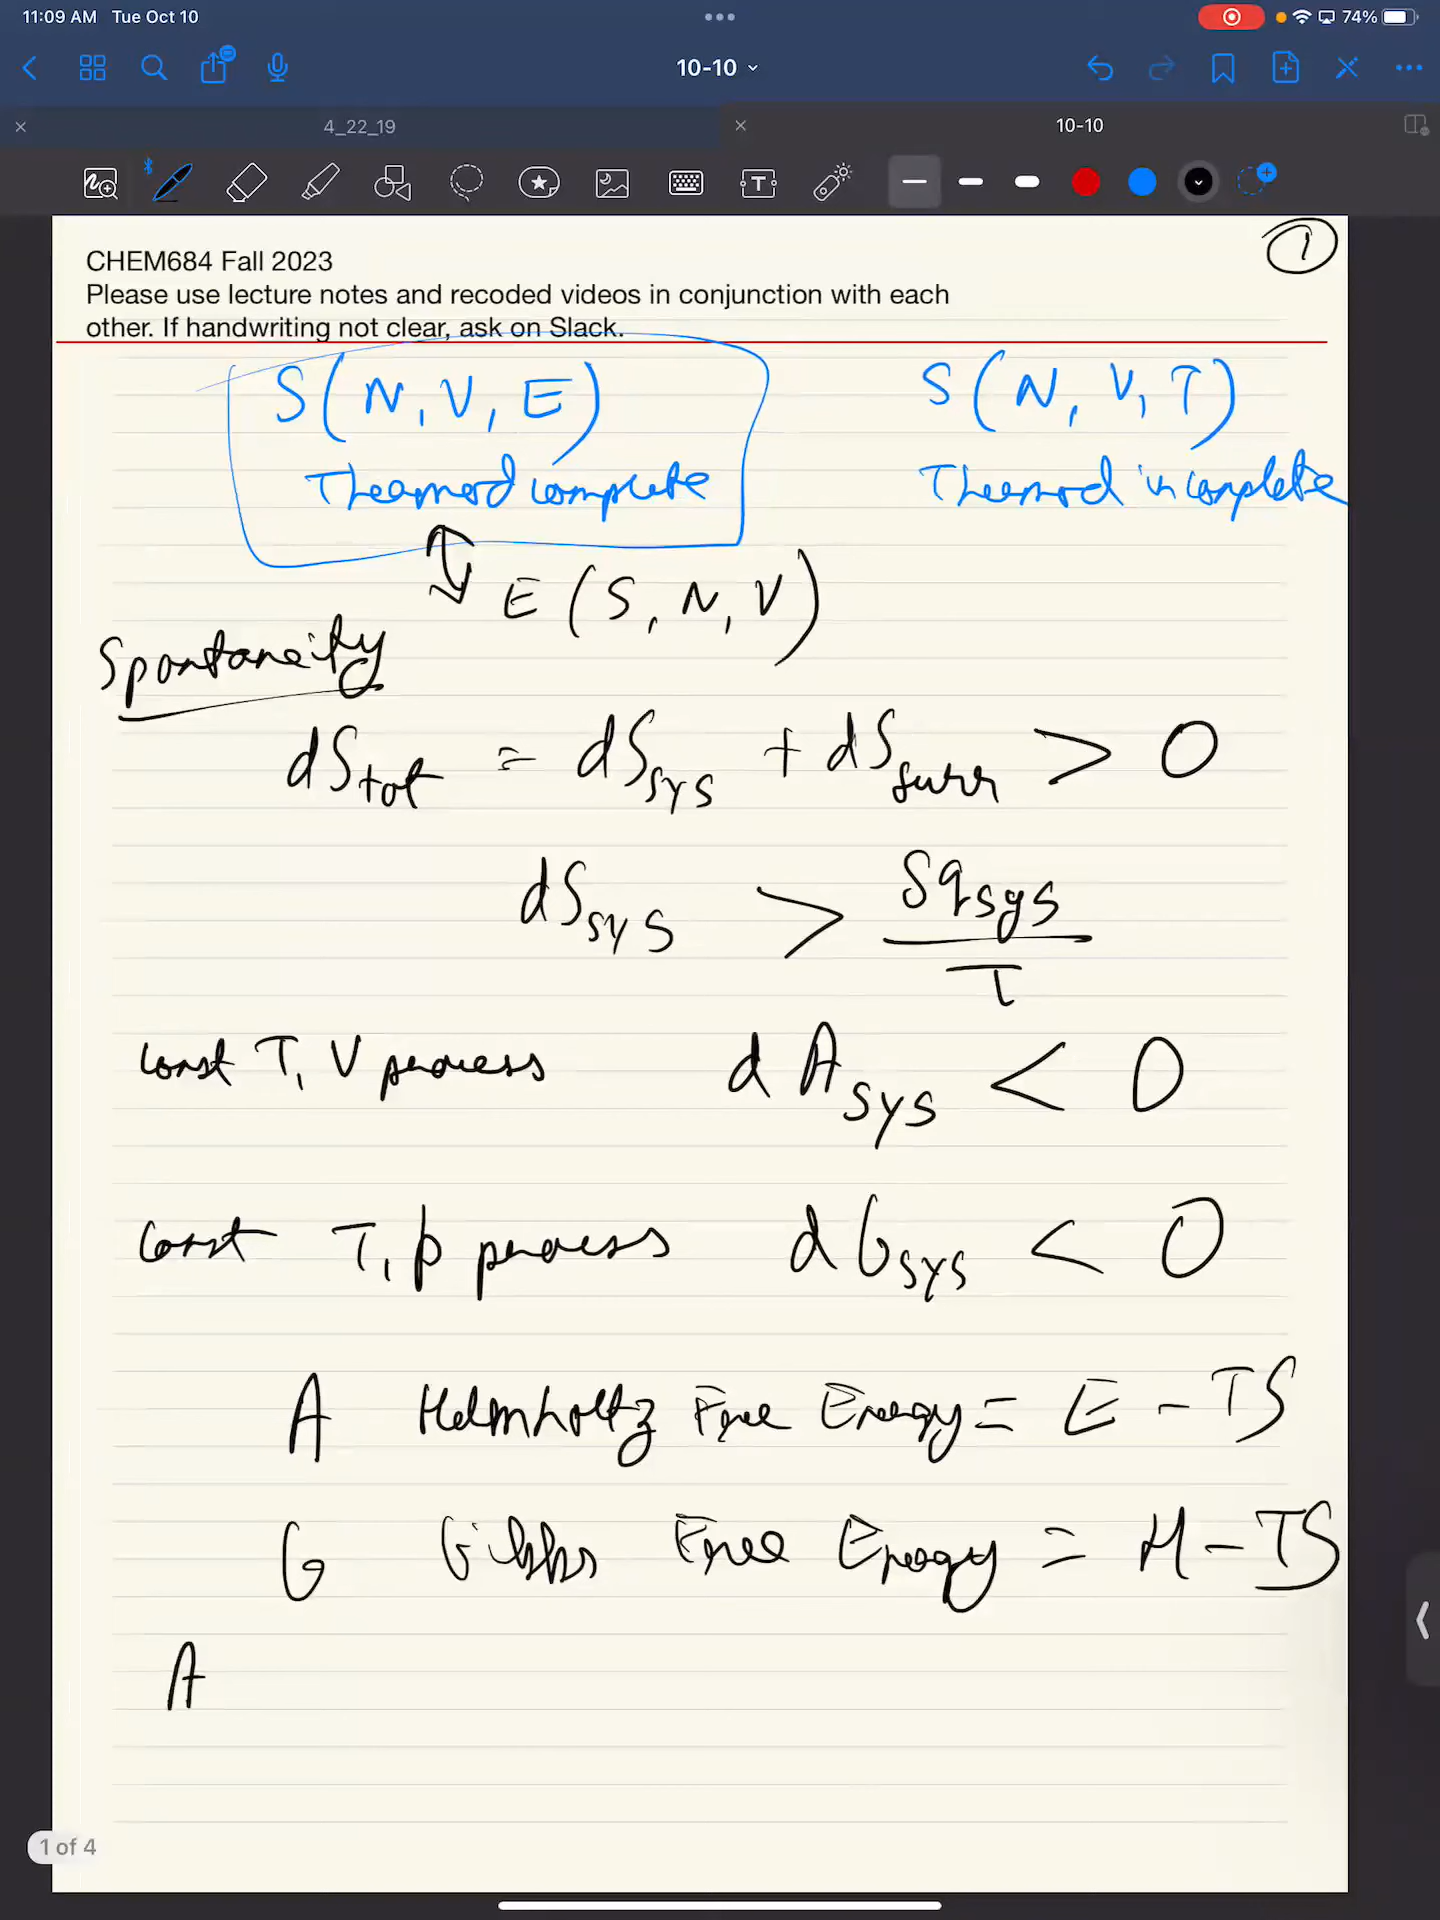 11:09 AM Tue Oct 10
74%
10-10
4_22_19
10-10
1
CHEM684 Fall 2023
Please use lecture notes and recoded videos in conjunction with each
other. If handwriting not clear, ask on Slack.
S(N, V, E) S(N, V, T)
Thermod complete Thermod incomplete
E(S, N, V)
Spontaneity
dS_tot = dS_sys + dS_surr > 0
dS_sys > δq_sys / T
const T, V process dA_sys < 0
const T, p process dG_sys < 0
A Helmholtz Free Energy = E - TS
G Gibbs Free Energy = H - TS
A
1 of 4